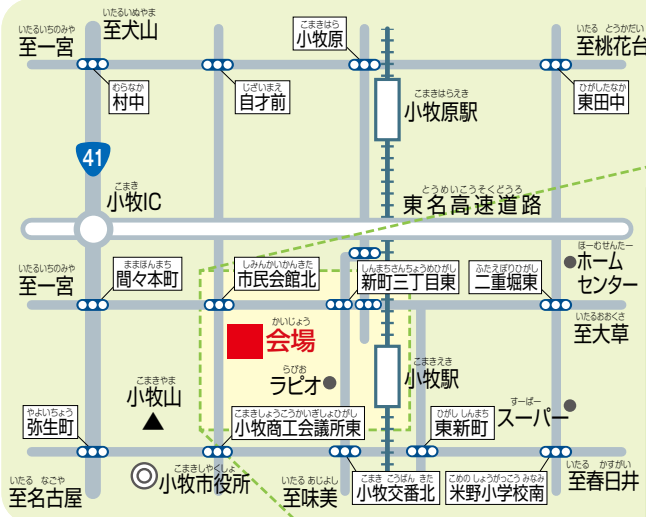 いたるいちのみや
至一宮
いたるいぬやま
至犬山
こまきはら
小牧原
いたる とうかだい
至桃花台
むらなか
村中
じざいまえ
自才前
こまきはらえき
小牧原駅
ひがしたなか
東田中
41
こまき
小牧IC
とうめいこうそくどうろ
東名高速道路
いたるいちのみや
至一宮
ままほんまち
間々本町
しみんかいかんきた
市民会館北
しんまちさんちょうめひがし
新町三丁目東
ふたえぼりひがし
二重堀東
ほーむせんたー
ホーム
センター
いたるおおくさ
至大草
かいじょう
会場
らぴお
ラピオ
こまきえき
小牧駅
こまきやま
小牧山
やよいちょう
弥生町
こまきしょうこうかいぎしょひがし
小牧商工会議所東
ひがし しんまち
東新町
すーぱー
スーパー
いたる なごや
至名古屋
こまきしやくしょ
小牧市役所
いたる あじよし
至味美
こまき こうばん きた
小牧交番北
こめの しょうがっこう みなみ
米野小学校南
いたる かすがい
至春日井